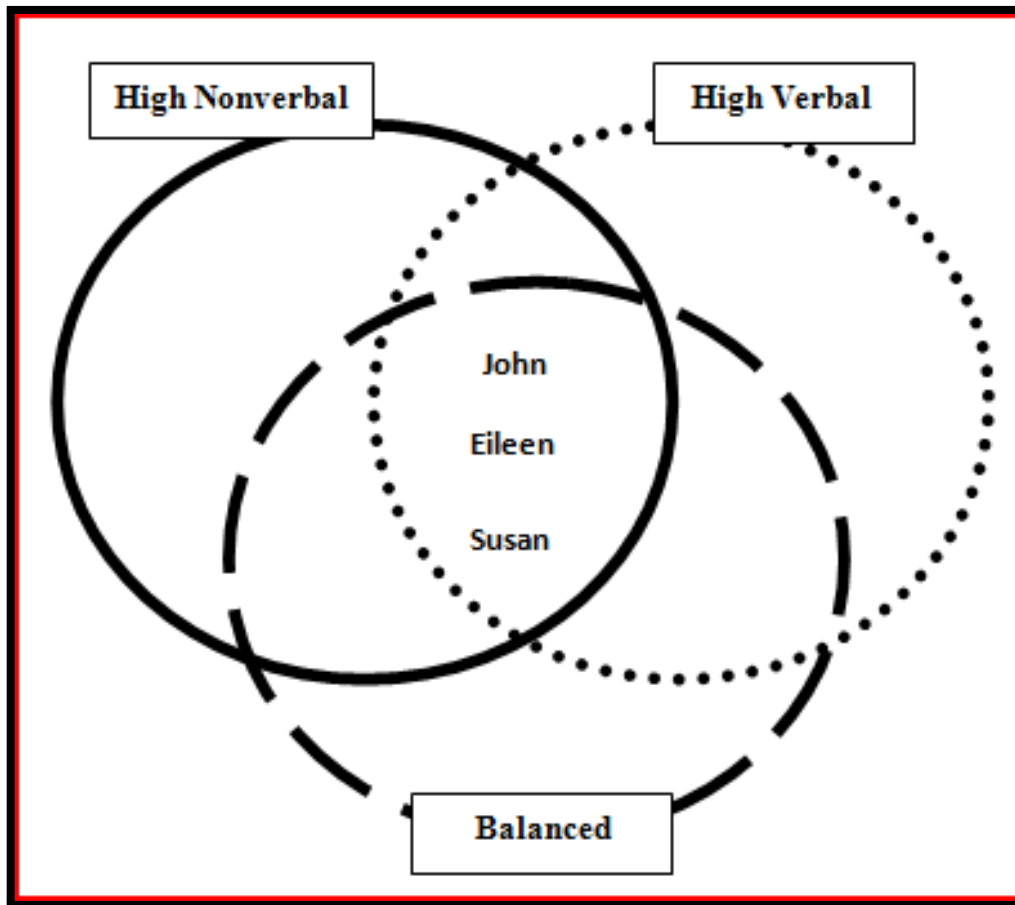 High Nonverbal
High Verbal
John
Eileen
Susan
Balanced